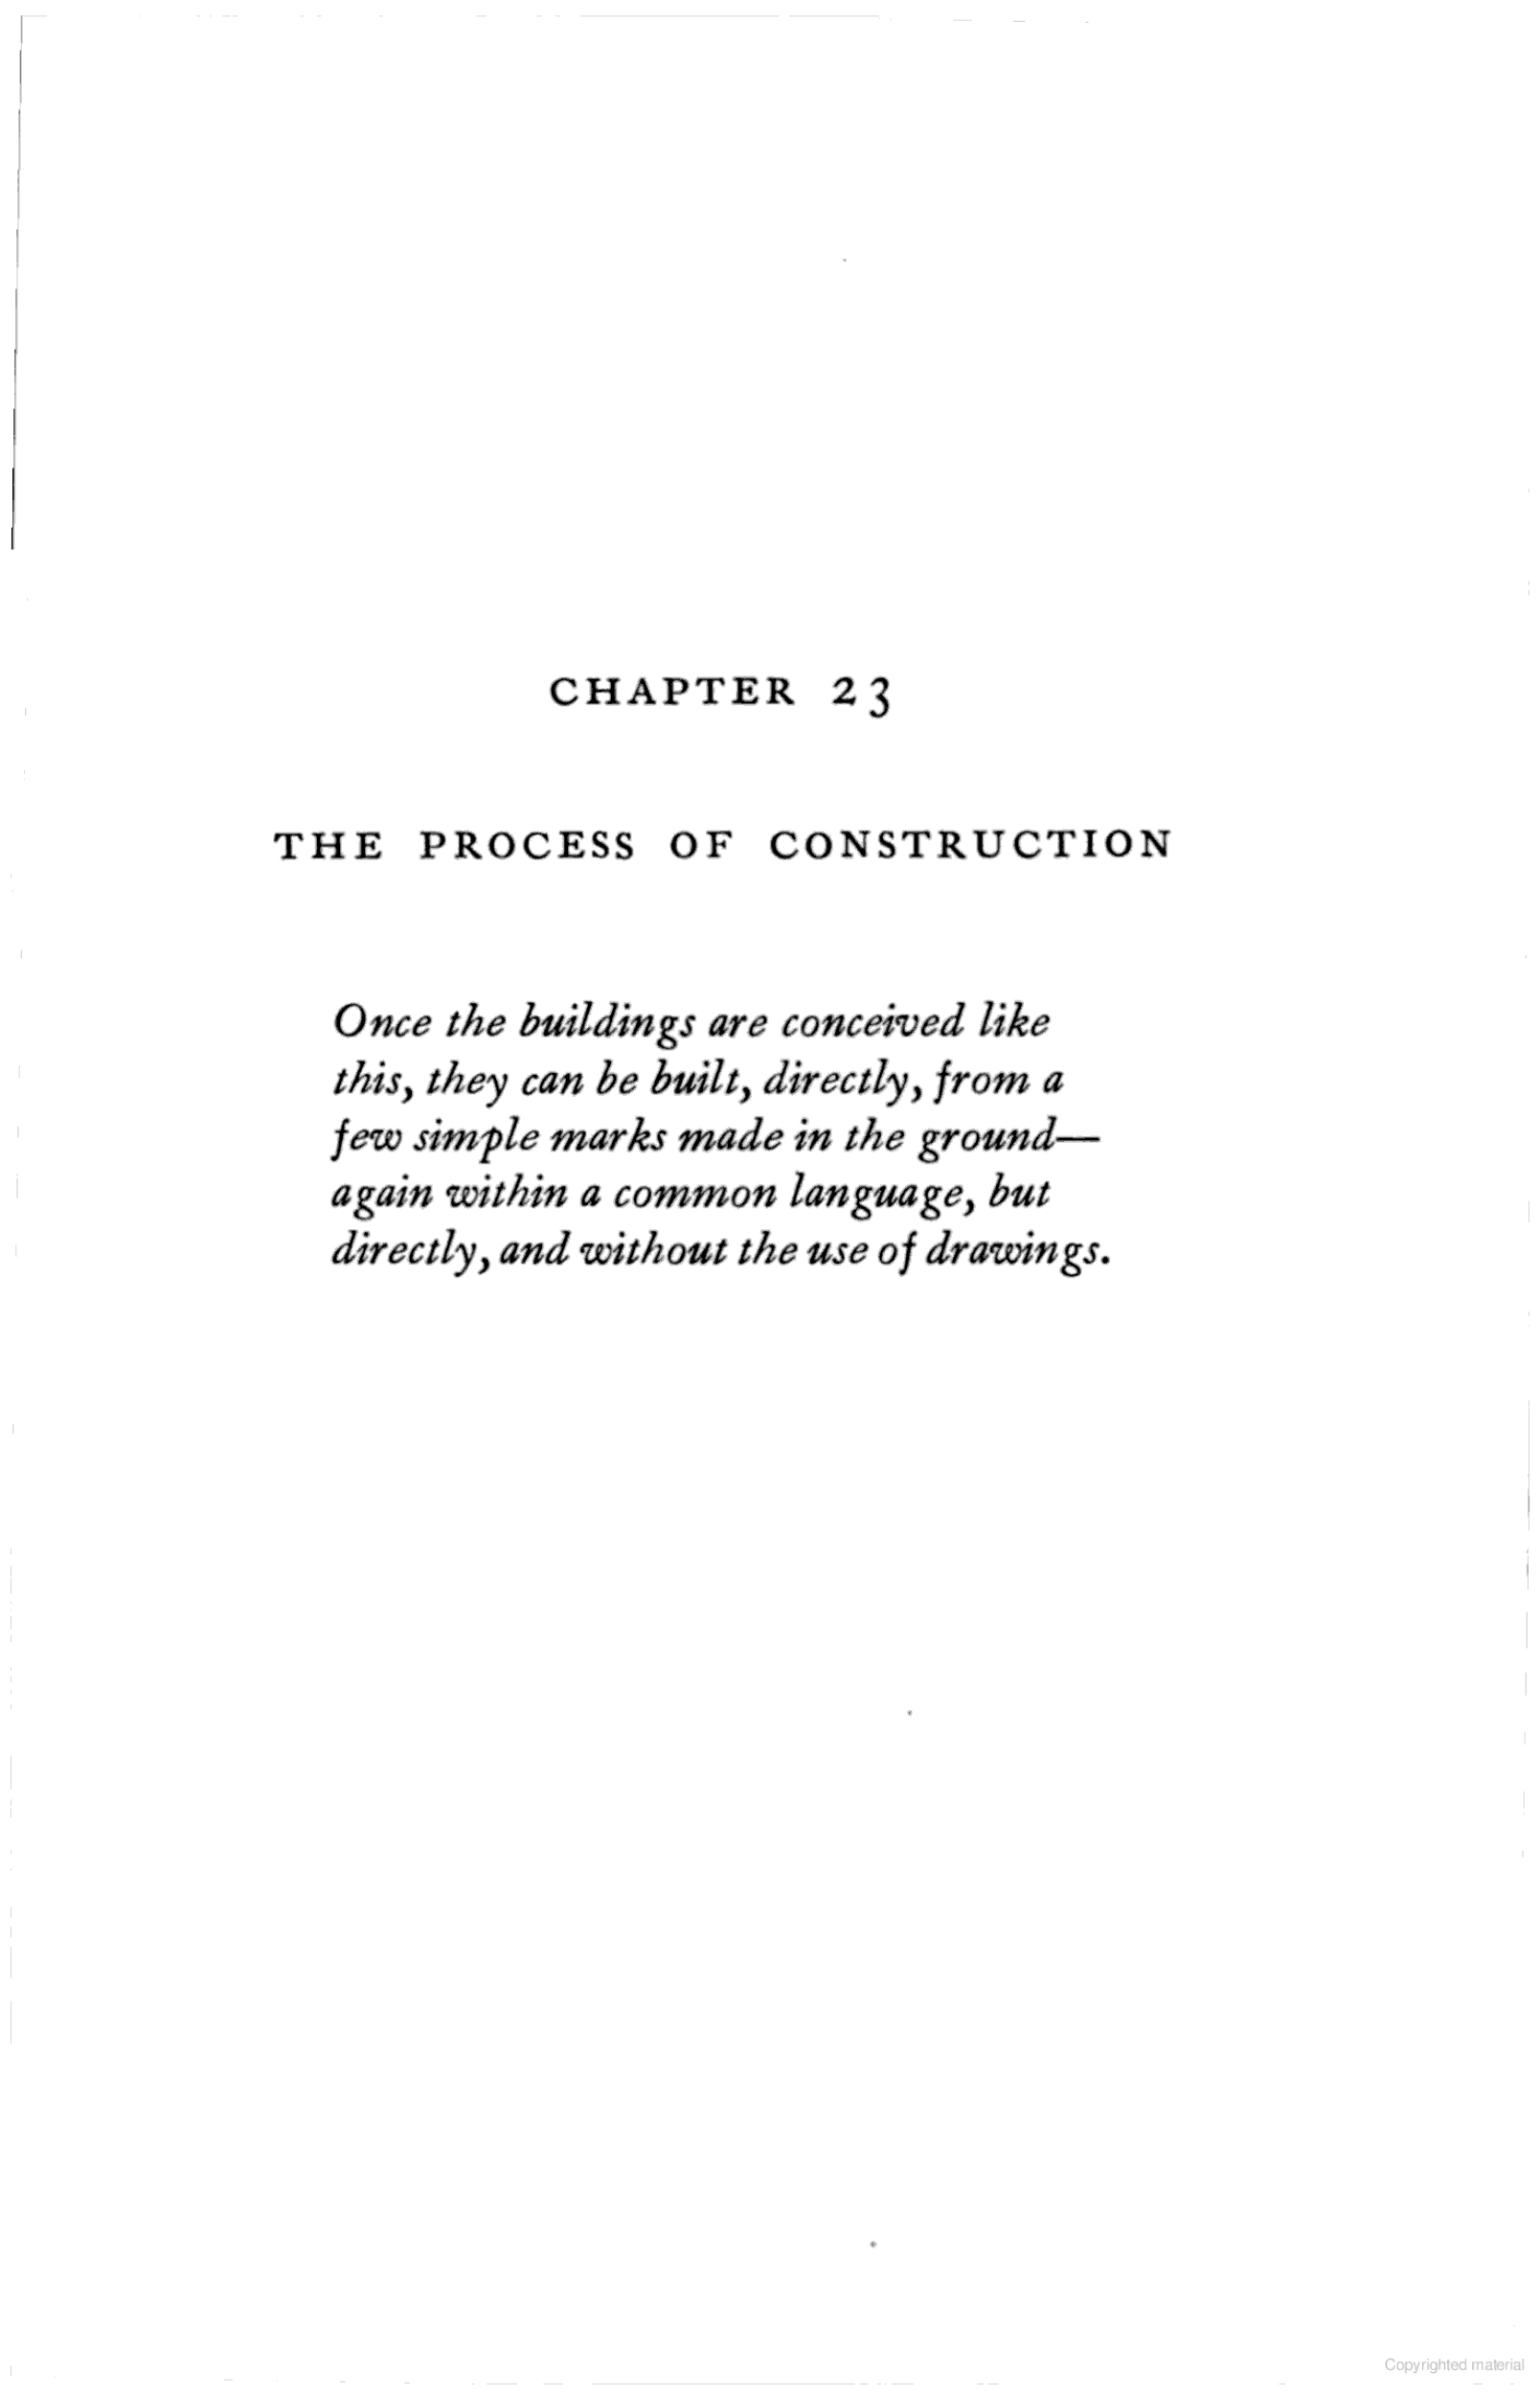 CHAPTER 23
THE PROCESS OF CONSTRUCTION
Once the buildings are conceived like
this, they can be built, directly, from a
few simple marks made in the ground—
again within a common language, but
directly, and without the use of drawings.
Copyrighted material